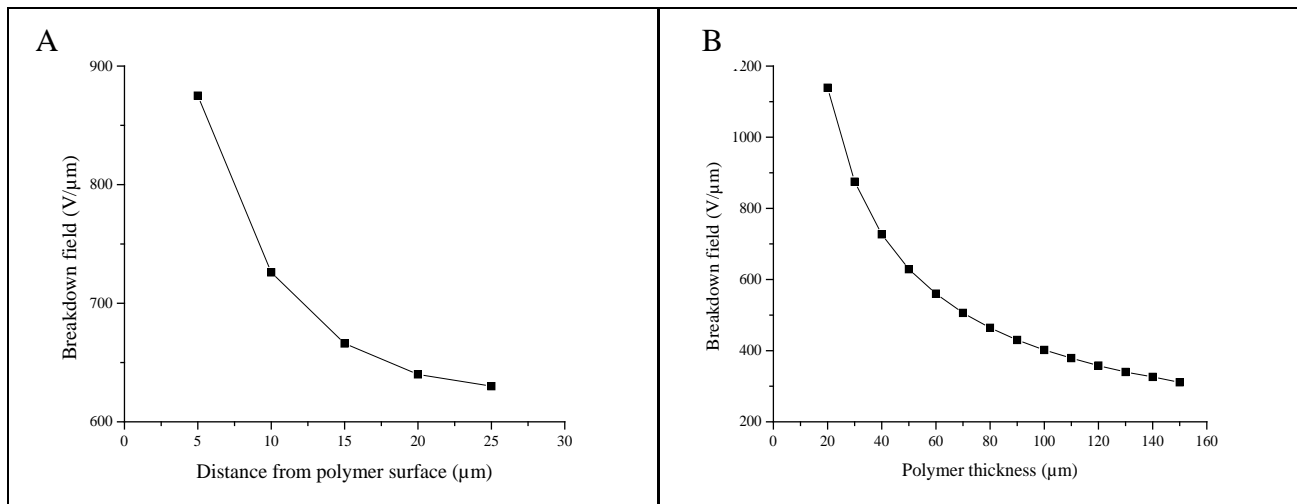 A
900
800
700
600
0 5 10 15 20 25 30
Breakdown field (V/µm)
Distance from polymer surface (µm)
B
.200
1000
800
600
400
200
0 20 40 60 80 100 120 140 160
Breakdown field (V/µm)
Polymer thickness (µm)